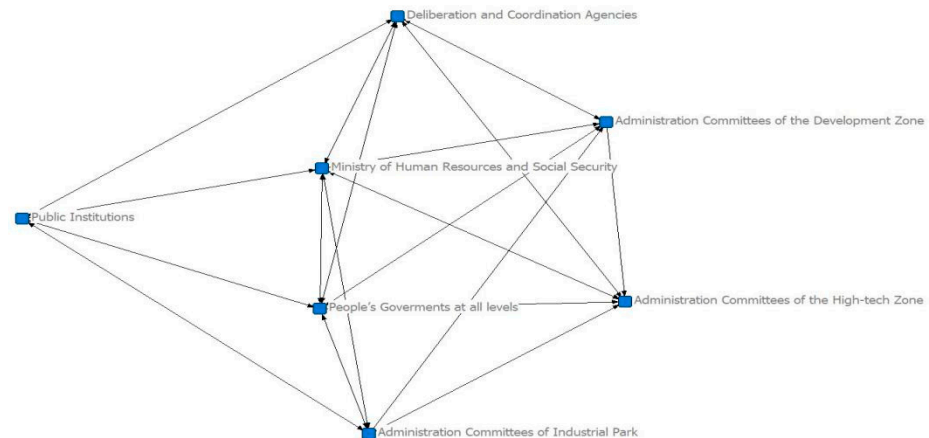 Deliberation and Coordination Agencies
Administration Committees of the Development Zone
Ministry of Human Resources and Social Security
Public Institutions
Administration Committees of the High-tech Zone
People's Goverments at all levels
Administration Committees of Industrial Park